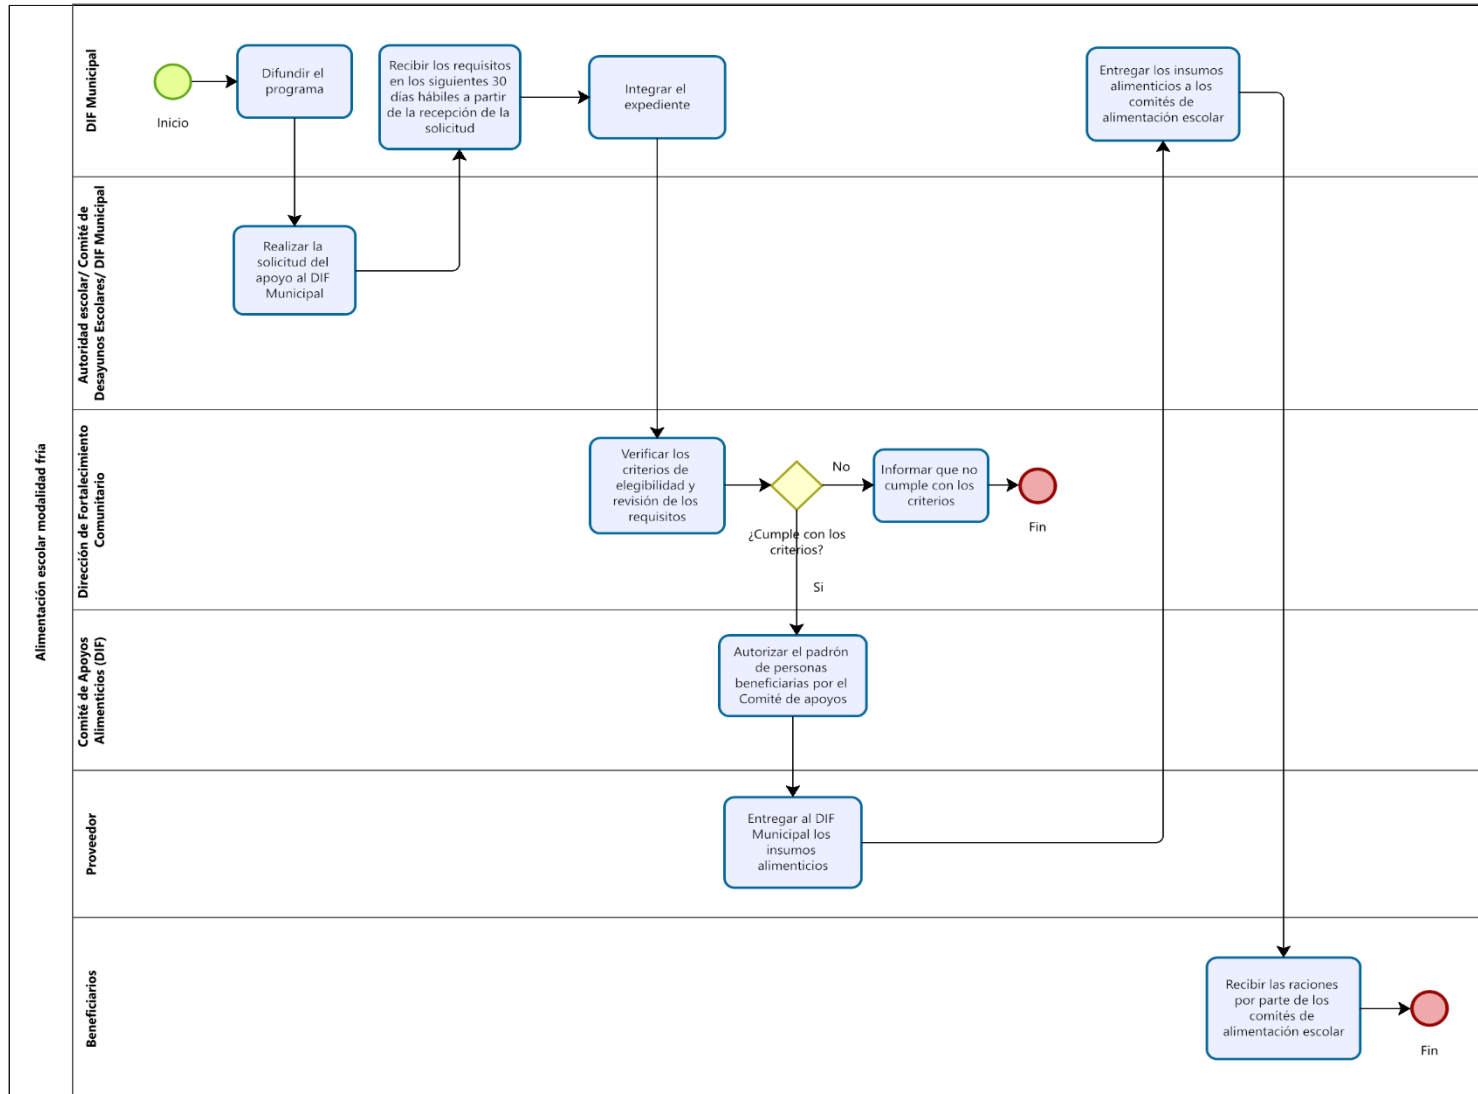 Alimentación escolar modalidad fría
DIF Municipal
Inicio
Difundir el
programa
Recibir los requisitos
en los siguientes 30
días hábiles a partir
de la recepción de la
solicitud
Integrar el
expediente
Entregar los insumos
alimenticios a los
comités de
alimentación escolar
Autoridad escolar/ Comité de
Desayunos Escolares/ DIF Municipal
Realizar la
solicitud del
apoyo al DIF
Municipal
Dirección de Fortalecimiento
Comunitario
Verificar los
criterios de
elegibilidad y
revisión de los
requisitos
¿Cumple con los
criterios?
No
Informar que no
cumple con los
criterios
Fin
Si
Comité de Apoyos
Alimenticios (DIF)
Autorizar el padrón
de personas
beneficiarias por el
Comité de apoyos
Proveedor
Entregar al DIF
Municipal los
insumos
alimenticios
Beneficiarios
Recibir las raciones
por parte de los
comités de
alimentación escolar
Fin